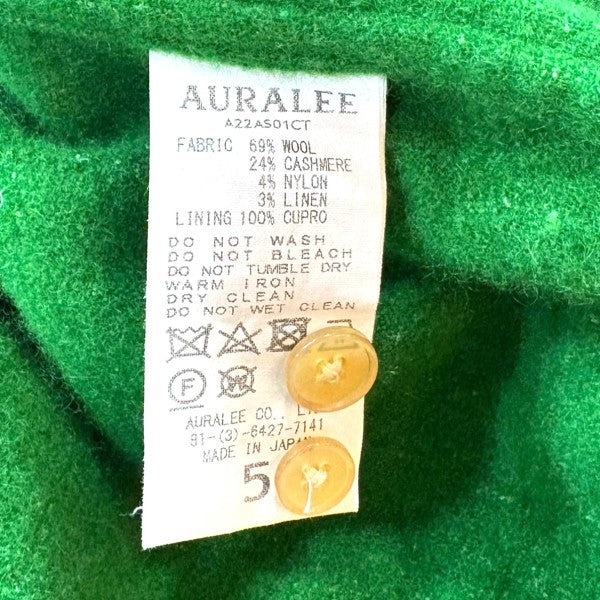 AURALEE
A22AS01CT
FABRIC 69% WOOL
24% CASHMERE
4% NYLON
3% LINEN
LINING 100% CUPRO
DO NOT WASH
DO NOT BLEACH
DO NOT TUMBLE DRY
WARM IRON
DRY CLEAN
DO NOT WET CLEAN
F W
AURALEE CO.,
81-(3)-6427-7141
MADE IN JAPAN
5